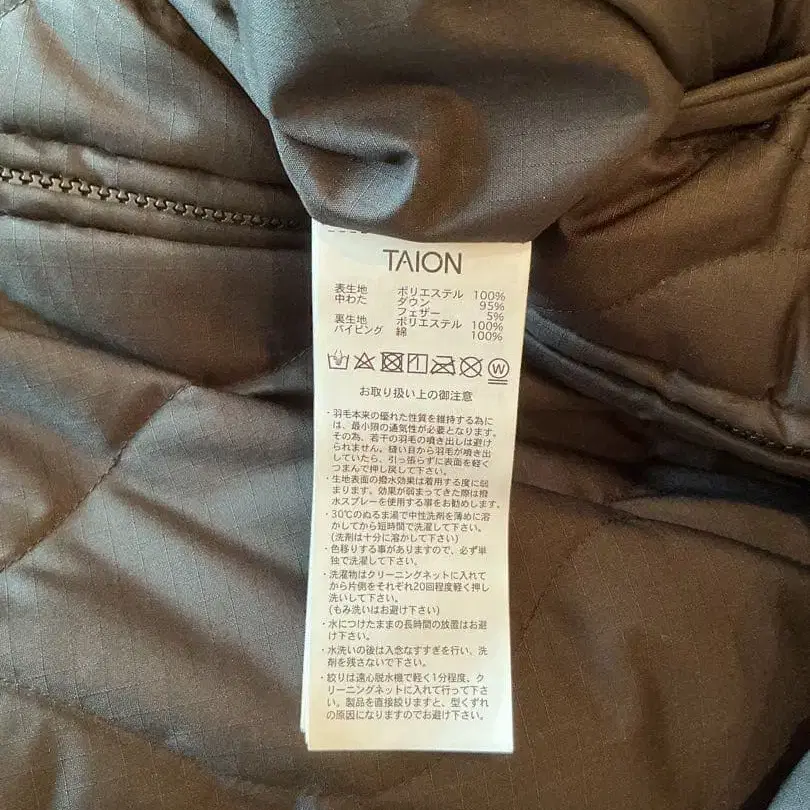 TAION
表生地 ポリエステル 100%
中わた ダウン 95%
フェザー 5%
裏生地 ポリエステル 100%
パイピング 綿 100%
W
お取り扱い上の御注意
・羽毛本来の優れた性質を維持する為に
は、最小限の通気性が必要となります。
その為、若干の羽毛の噴き出しは避け
られません。縫い目から羽毛が噴き出
していたら、引っ張らずに表面を軽く
つまんで押し戻して下さい。
・生地表面の撥水効果は着用する度に弱
まります。効果が弱まってきた際は撥
水スプレーを使用する事をお勧めします。
・30℃のぬるま湯で中性洗剤を薄めに溶
かしてから短時間で洗濯して下さい。
(洗剤は十分に溶かして下さい)
・色移りする事がありますので、必ず単
独で洗濯して下さい。
・洗濯物はクリーニングネットに入れて
から片側をそれぞれ20回程度軽く押し
洗いして下さい。
(もみ洗いはお避け下さい)
・水につけたままの長時間の放置はお避
け下さい。
・水洗いの後は入念なすすぎを行い、洗
剤を残さないで下さい。
・絞りは遠心脱水機で軽く1分程度、ク
リーニングネットに入れて行って下さ
い。製品を直接絞りますと、型くずれ
の原因になりますのでお避け下さい。